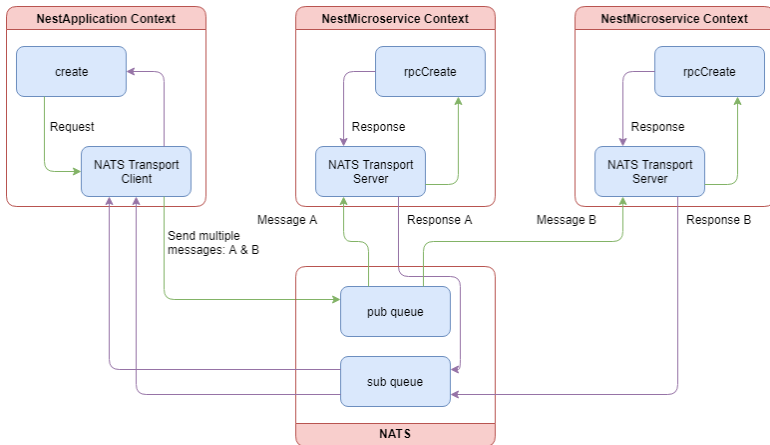 NestApplication Context
NestMicroservice Context
NestMicroservice Context
create
rpcCreate
rpcCreate
Request
Response
Response
NATS Transport
Client
NATS Transport
Server
NATS Transport
Server
Message A
Response A
Message B
Response B
Send multiple
messages: A & B
pub queue
sub queue
NATS